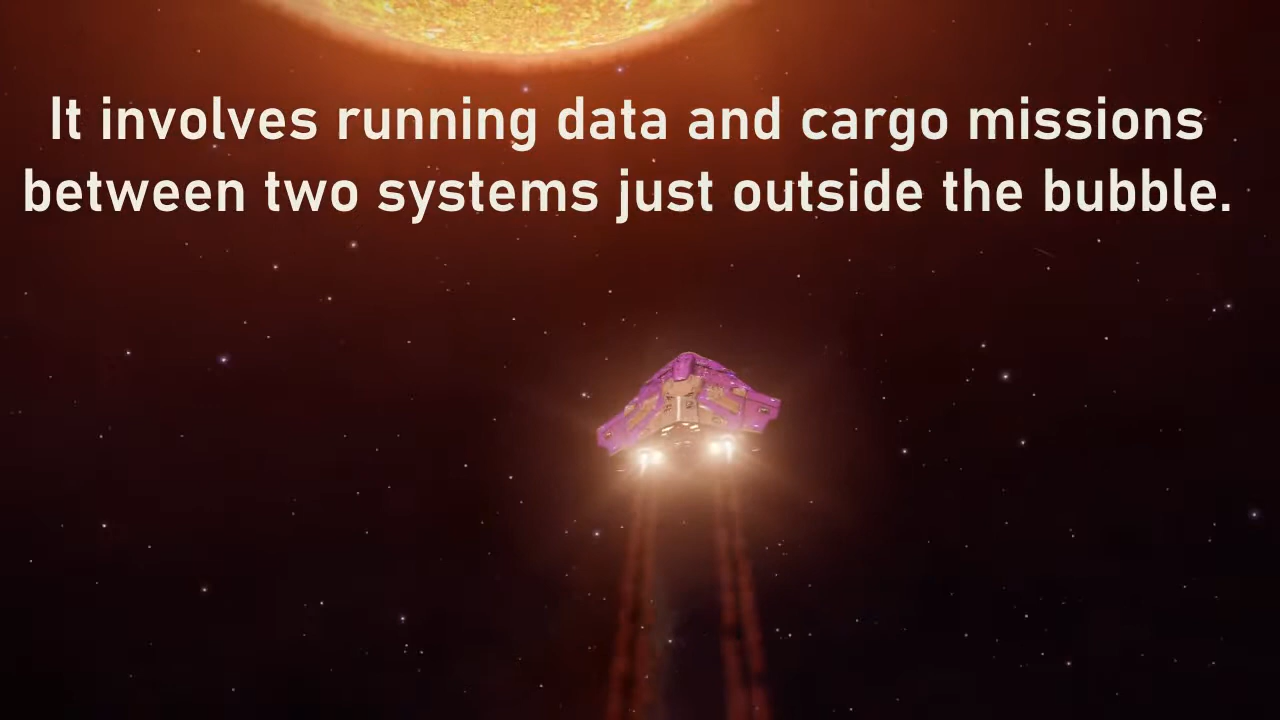 It involves running data and cargo missions
between two systems just outside the bubble.